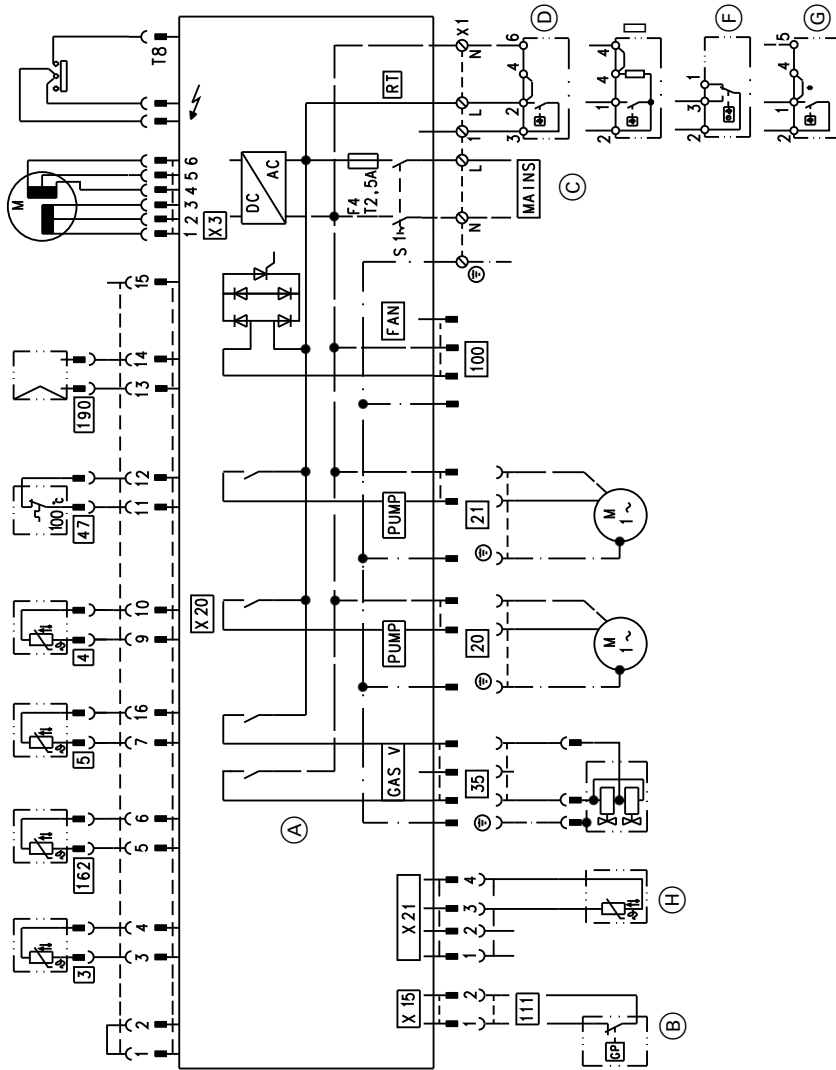 1 2 3 4 5 6 7 16 9 10 11 12 13 14 15
3
162
5
4
47
100 °C
190
M
1 2 3 4 5 6
X3
T8
X20
A
DC
AC
F4
T2,5A
S1
RT
FAN
PUMP
PUMP
GAS V
X21
X15
X1
N
L
1
L
N
MAINS
C
100
21
20
35
M
1~
M
1~
1 2 3 4
H
1 2
111
GP
B
D
3 2 4 6
2 1 4 4
F
2 3 1
G
2 1 4 5
*